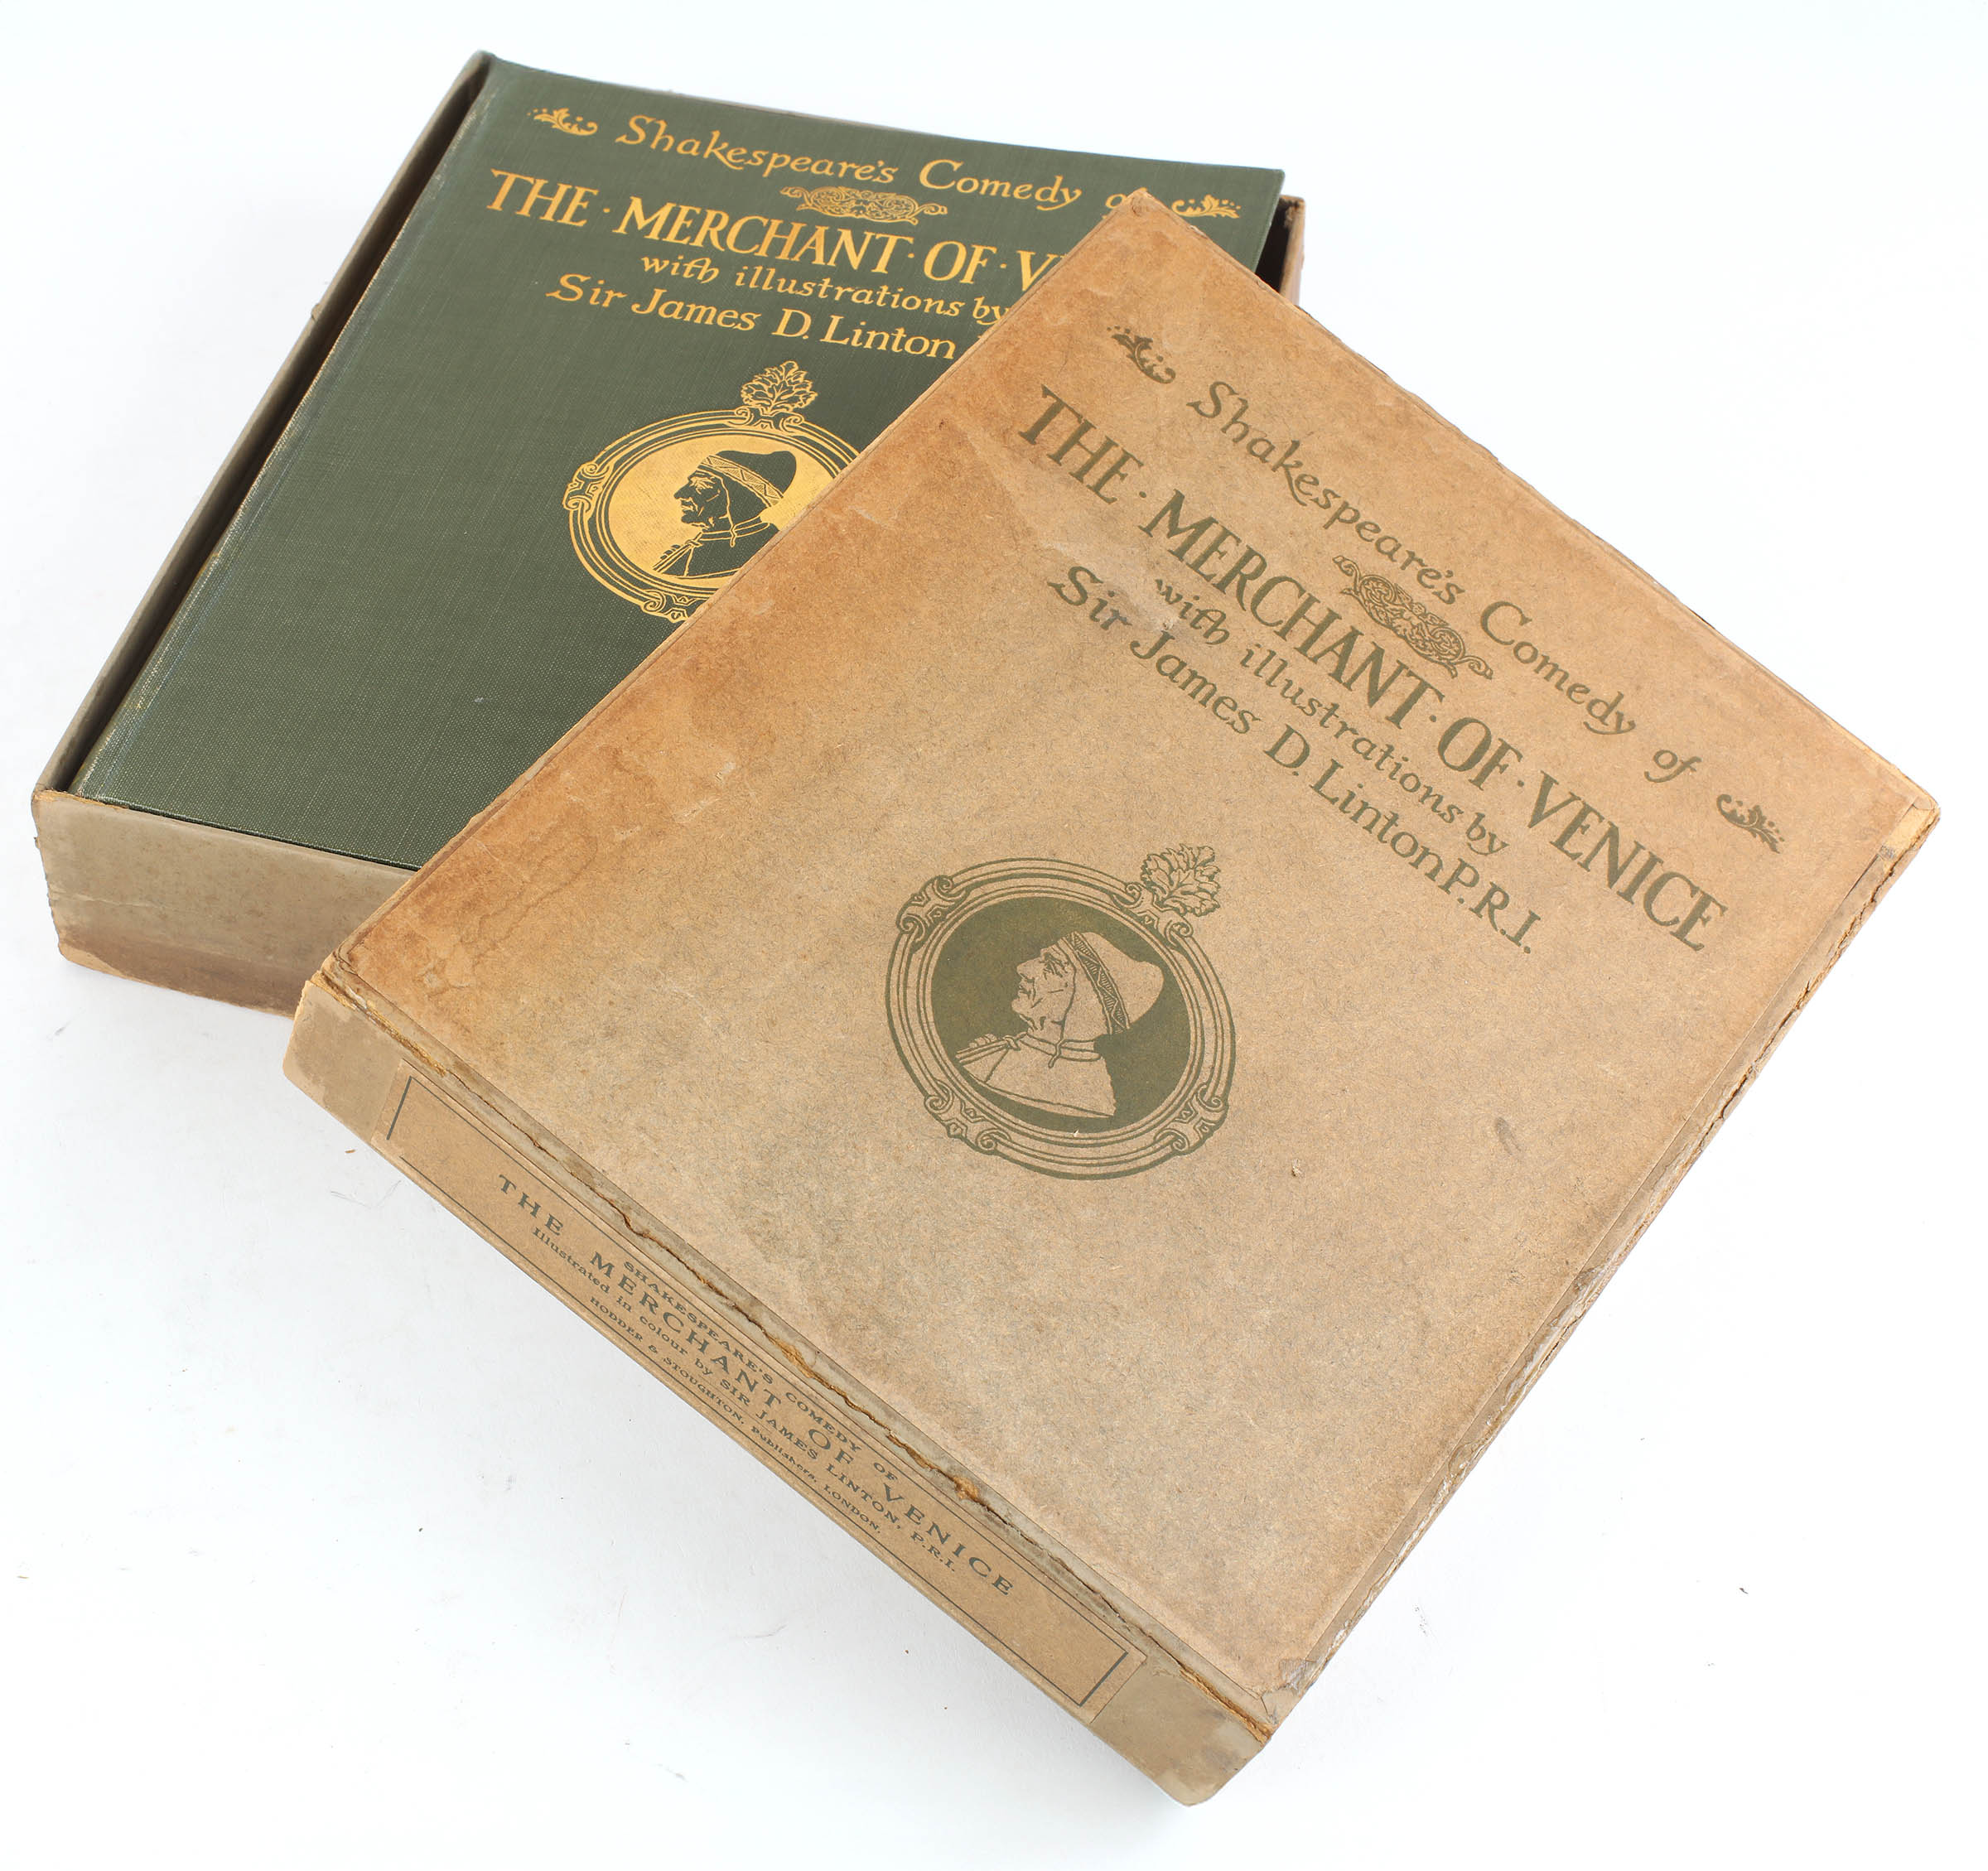 Shakespeare's Comedy of
THE · MERCHANT · OF · V
with illustrations by
Sir James D. Linton
Shakespeare's Comedy of
THE · MERCHANT · OF · VENICE
with illustrations by
Sir James D. Linton P.R.I.
SHAKESPEARE'S COMEDY OF
THE MERCHANT OF VENICE
Illustrated in colour by SIR JAMES LINTON, P.R.I.
HODDER & STOUGHTON, Publishers, LONDON.